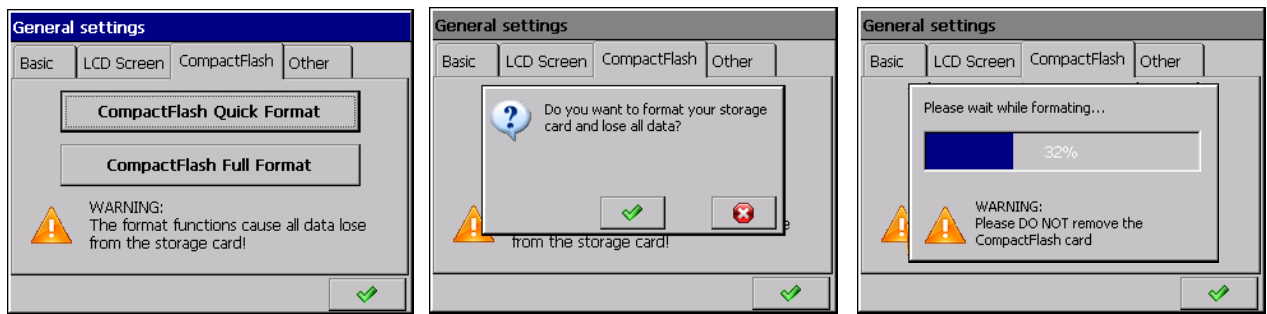 General settings
Basic LCD Screen CompactFlash Other
CompactFlash Quick Format
CompactFlash Full Format
WARNING:
The format functions cause all data lose
from the storage card!
General settings
Basic LCD Screen CompactFlash Other
Do you want to format your storage
card and lose all data?
from the storage card!
General settings
Basic LCD Screen CompactFlash Other
Please wait while formating...
32%
WARNING:
Please DO NOT remove the
CompactFlash card